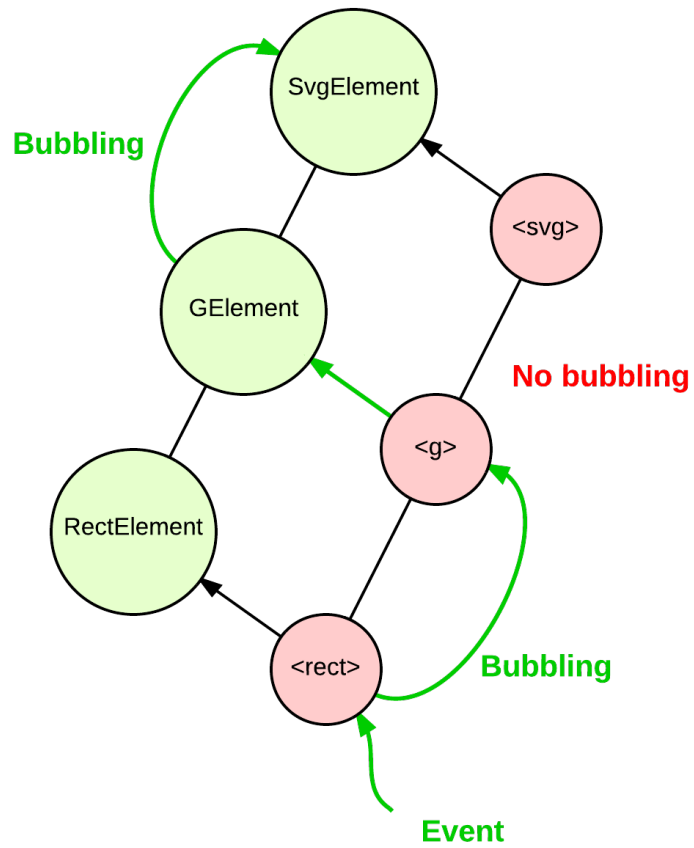 SvgElement
Bubbling
<svg>
GElement
No bubbling
<g>
RectElement
<rect>
Bubbling
Event